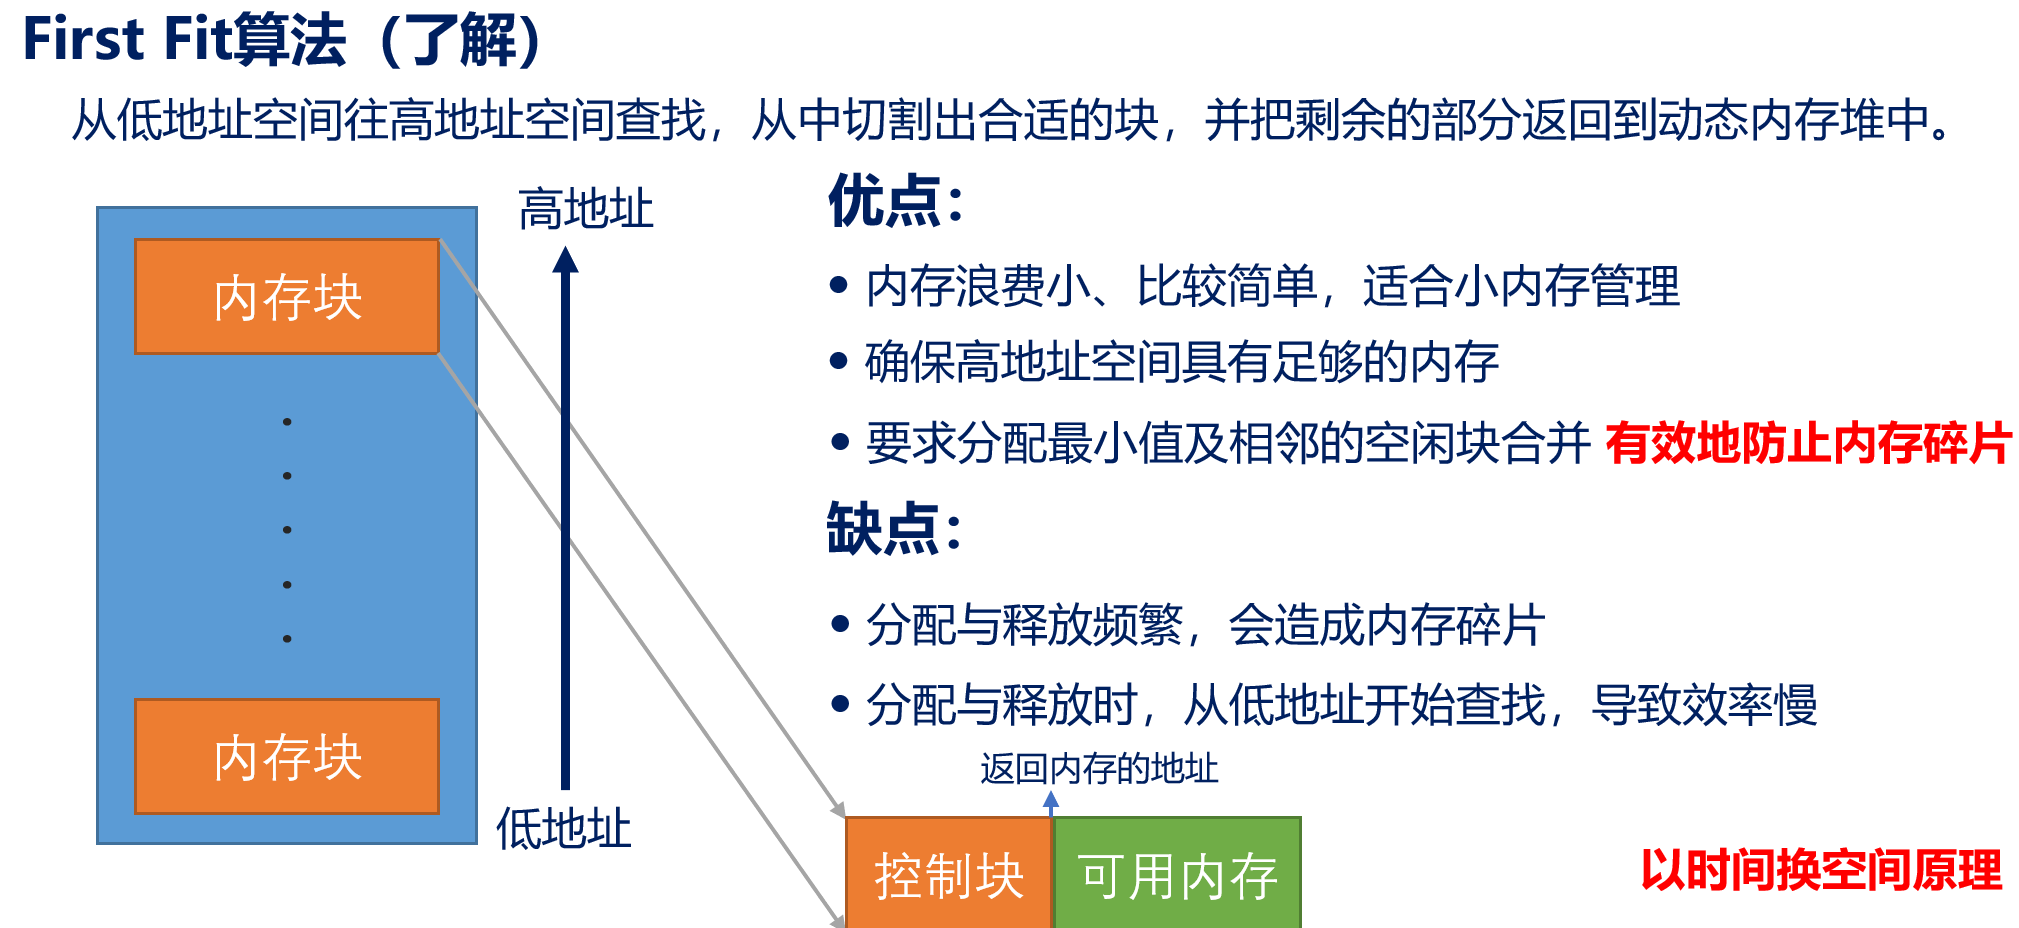 First Fit算法（了解）
从低地址空间往高地址空间查找，从中切割出合适的块，并把剩余的部分返回到动态内存堆中。
高地址
内存块
内存块
低地址
优点：
• 内存浪费小、比较简单，适合小内存管理
• 确保高地址空间具有足够的内存
• 要求分配最小值及相邻的空闲块合并 有效地防止内存碎片
缺点：
• 分配与释放频繁，会造成内存碎片
• 分配与释放时，从低地址开始查找，导致效率慢
返回内存的地址
控制块 可用内存
以时间换空间原理